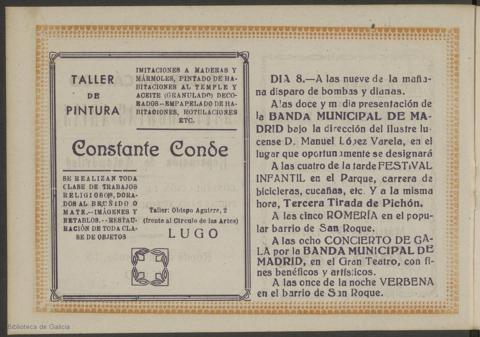 TALLER
DE
PINTURA
IMITACIONES A MADERAS Y
MÁRMOLES, PINTADO DE HA-
BITACIONES AL TEMPLE Y
ACEITE (GRANULADO) DECO-
RADOS—EMPAPELADO DE HA-
BITACIONES, ROTULACIONES
ETC.
Constante Conde
SE REALIZAN TODA
CLASE DE TRABAJOS
RELIGIOSOS, DORA-
DOS AL BRUÑIDO O
MATE.—IMÁGENES Y
RETABLOS.—RESTAU-
RACIÓN DE TODA CLA-
SE DE OBJETOS
Taller: Obispo Aguirre, 2
(frente al Círculo de las Artes)
LUGO
DIA 8.—A las nueve de la maña-
na disparo de bombas y dianas.
A las doce y m dia presentación de
la BANDA MUNICIPAL DE MA-
DRID bajo la dirección del ilustre lu-
cense D. Manuel López Varela, en el
lugar que oportunamente se designará
A las cuatro de la tarde FESTIVAL
INFANTIL en el Parque, carrera de
bicicleras, cucañas, etc. Y a la misma
hora, Tercera Tirada de Pichón.
A las cinco ROMERÍA en el popu-
lar barrio de San Roque.
A las ocho CONCIERTO DE GA-
LA por la BANDA MUNICIPAL DE
MADRID, en el Gran Teatro, con fi-
nes benéficos y artísticos.
A las once de la noche VERBENA
en el barrio de San Roque.
Biblioteca de Galicia